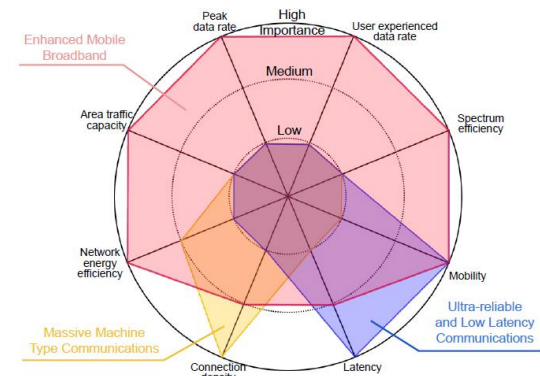 Peak
data rate
High
Importance
User experienced
data rate
Enhanced Mobile
Broadband
Medium
Area traffic
capacity
Low
Spectrum
efficiency
Network
energy
efficiency
Mobility
Massive Machine
Type Communications
Ultra-reliable
and Low Latency
Communications
Connection
Latency